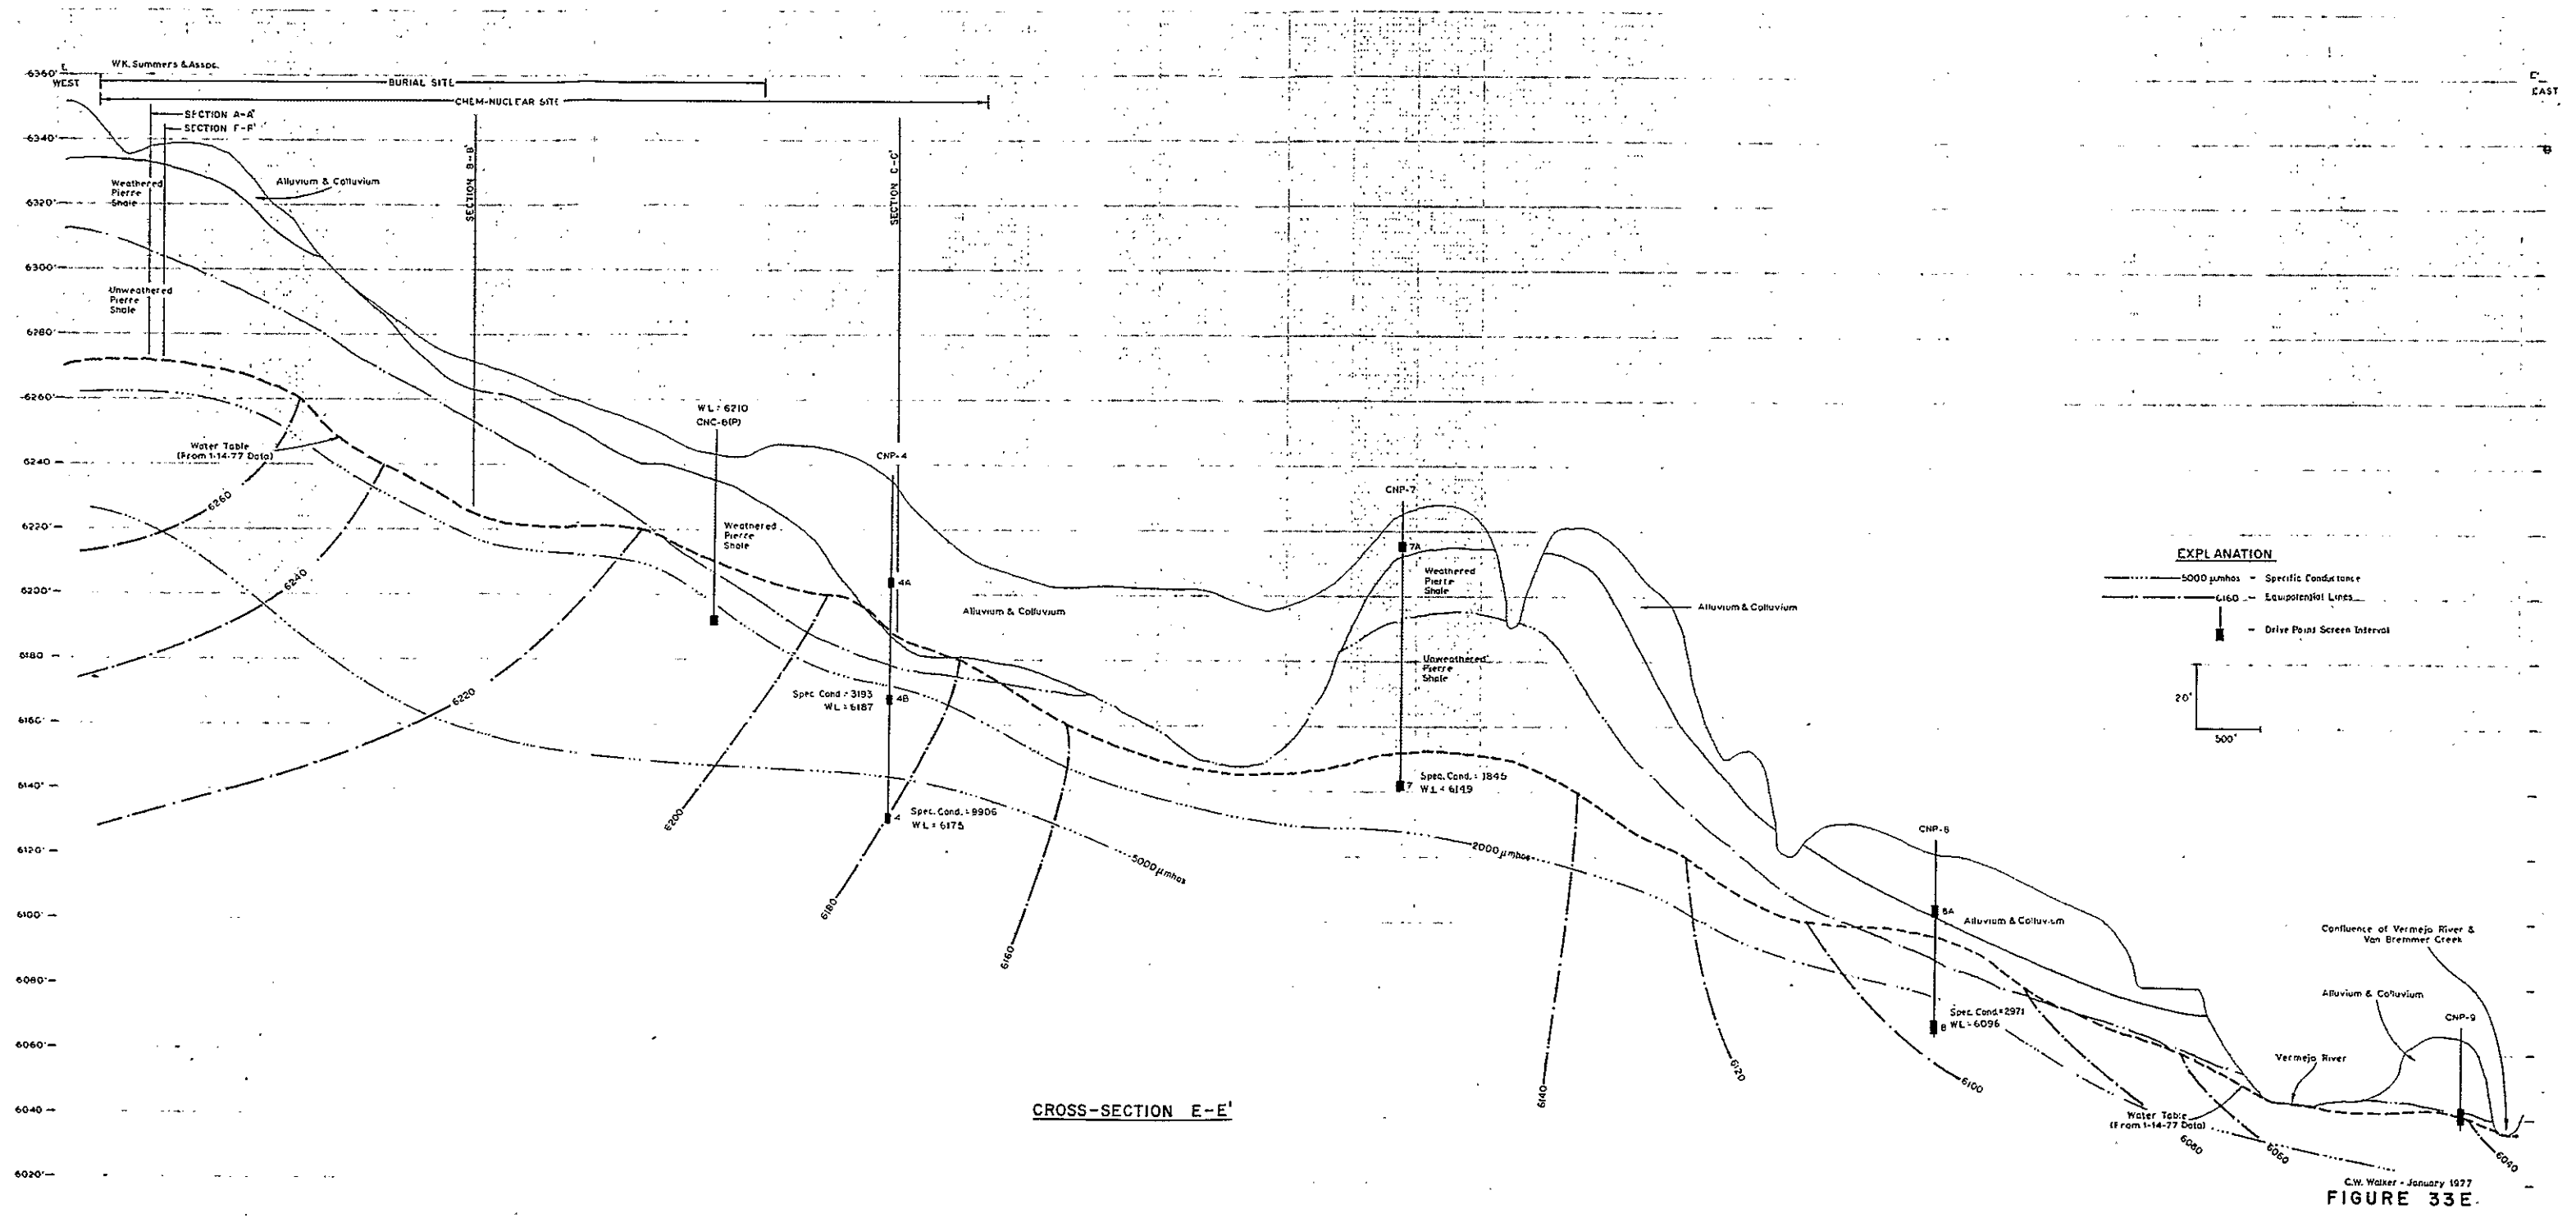 E
WEST
W.K. Summers & Assoc.
BURIAL SITE
CHEM-NUCLEAR SITE
E'
EAST
SECTION A-A'
SECTION F-F'
SECTION B-B'
SECTION C-C'
6360'
6340'
6320'
6300'
6280'
6260'
6240
6220'
6200'
6180
6160'
6140'
6120'
6100'
6080'
6060'
6040
6020'
Weathered
Pierre
Shale
Alluvium & Colluvium
Unweathered
Pierre
Shale
Water Table
(From 1-14-77 Data)
6260
6240
6220
6200
6180
6160
6140
6120
6100
6080
6060
6040
WL = 6210
CNC-6(P)
Weathered
Pierre
Shale
CNP-4
4A
Alluvium & Colluvium
Spec. Cond. = 3193
WL = 6187
4B
4
Spec. Cond. = 9906
WL = 6175
5000 µmhos
2000 µmhos
CNP-7
7A
Weathered
Pierre
Shale
Unweathered
Pierre
Shale
7
Spec. Cond. = 1845
WL = 6149
Alluvium & Colluvium
EXPLANATION
5000 µmhos - Specific Conductance
6160 - Equipotential Lines
- Drive Point Screen Interval
20'
500'
CNP-8
8A
Alluvium & Colluvium
8
Spec. Cond. = 2971
WL = 6096
Confluence of Vermejo River &
Van Bremmer Creek
Alluvium & Colluvium
CNP-9
Vermejo River
Water Table
(From 1-14-77 Data)
CROSS-SECTION E-E'
C.W. Walker - January 1977
FIGURE 33E